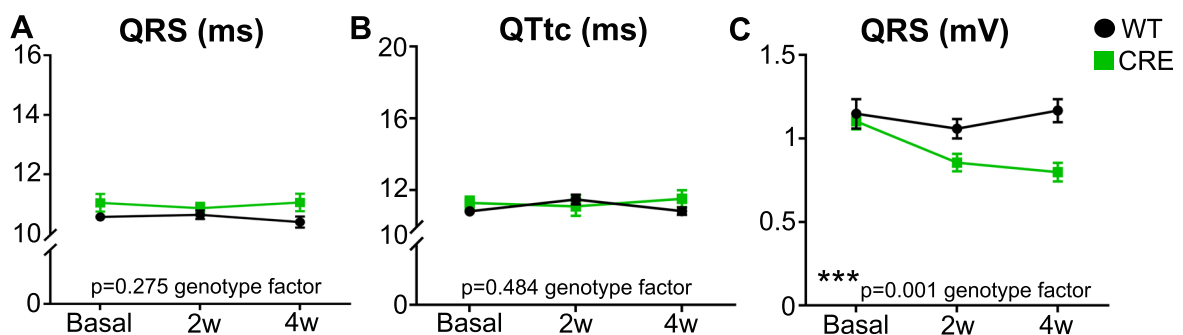 A QRS (ms)
16
14
12
10
0
p=0.275 genotype factor
Basal 2w 4w
B QTtc (ms)
20
16
12
10
0
p=0.484 genotype factor
Basal 2w 4w
C QRS (mV)
1.5
1
0.5
0
*** p=0.001 genotype factor
Basal 2w 4w
WT
CRE